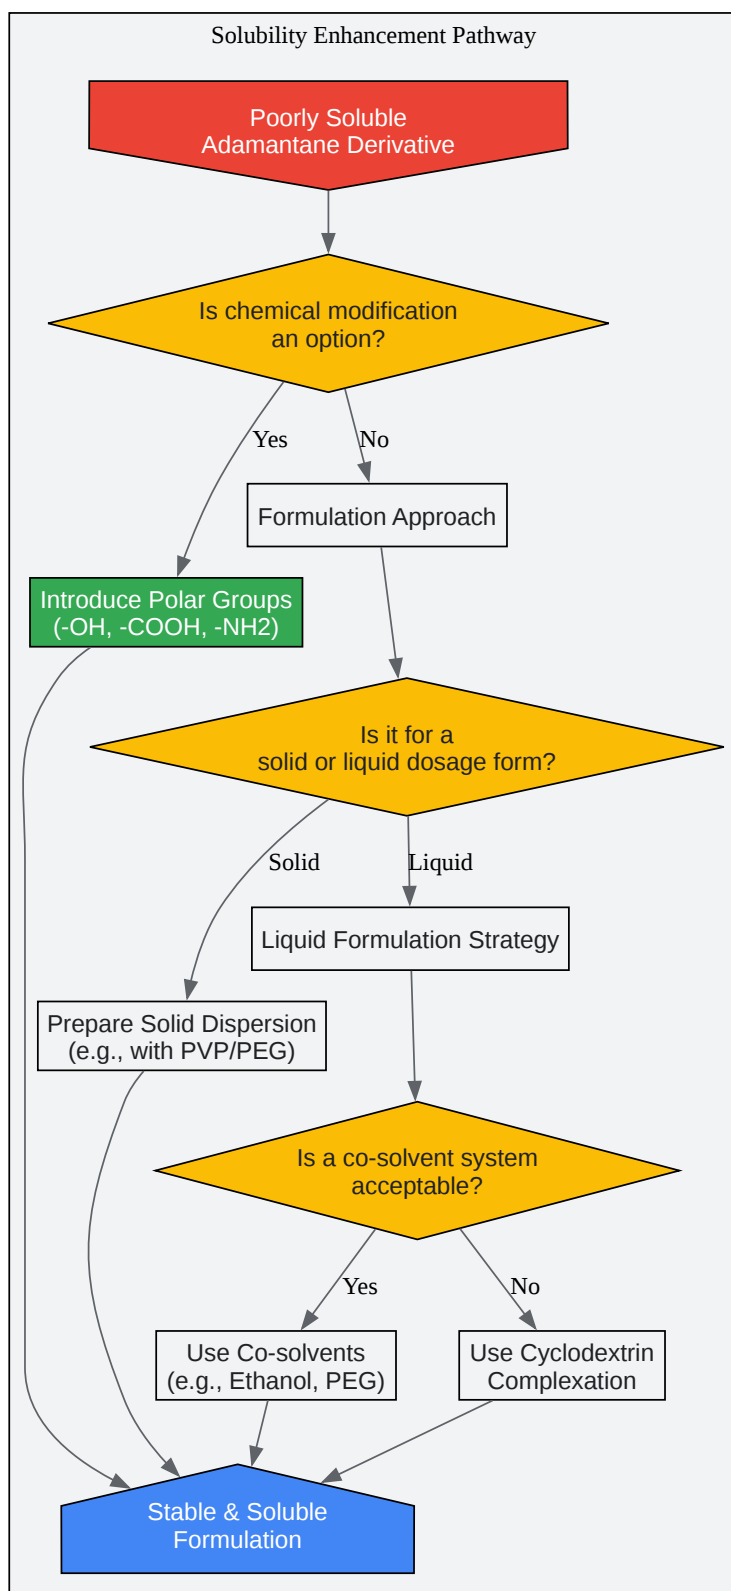 Solubility Enhancement Pathway
Poorly Soluble
Adamantane Derivative
Is chemical modification
an option?
Yes
No
Formulation Approach
Introduce Polar Groups
(-OH, -COOH, -NH2)
Is it for a
solid or liquid dosage form?
Solid
Liquid
Liquid Formulation Strategy
Prepare Solid Dispersion
(e.g., with PVP/PEG)
Is a co-solvent system
acceptable?
Yes
No
Use Co-solvents
(e.g., Ethanol, PEG)
Use Cyclodextrin
Complexation
Stable & Soluble
Formulation